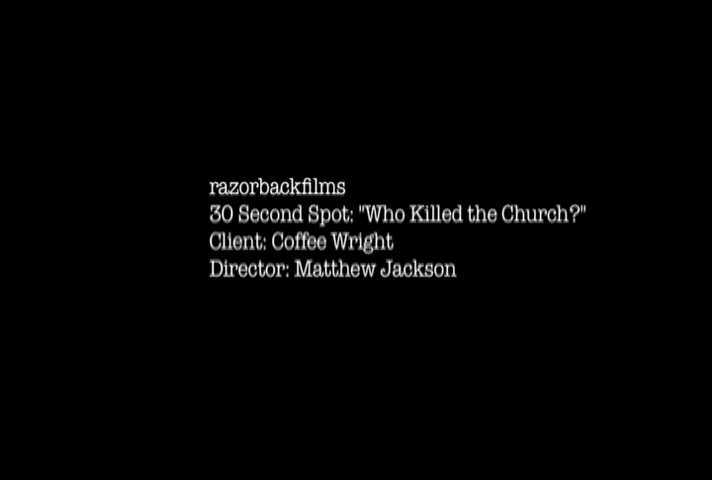 razorbackfilms
30 Second Spot: "Who Killed the Church?"
Client: Coffee Wright
Director: Matthew Jackson